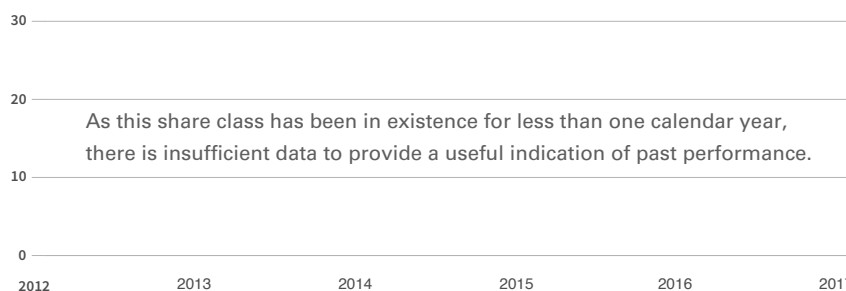 30
20
As this share class has been in existence for less than one calendar year,
there is insufficient data to provide a useful indication of past performance.
10
0
2012 2013 2014 2015 2016 2017